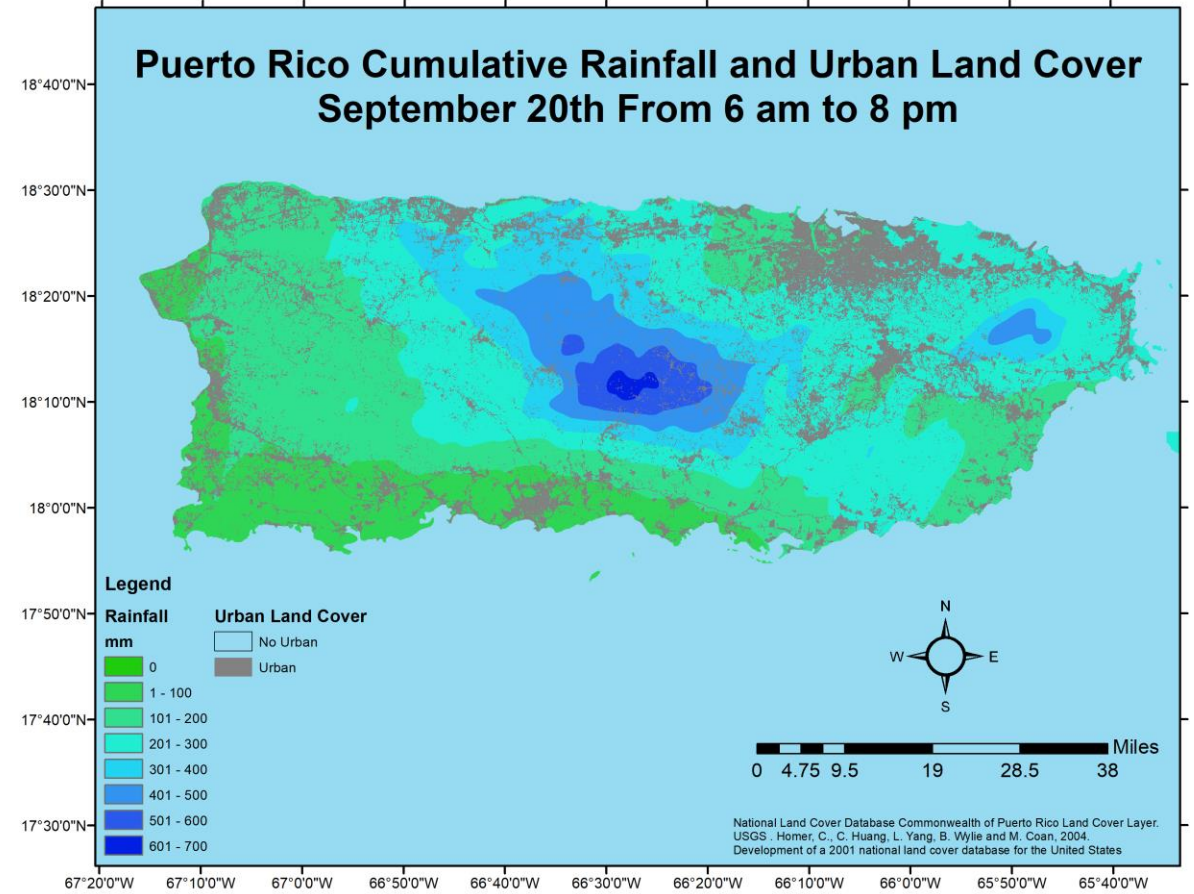 Puerto Rico Cumulative Rainfall and Urban Land Cover
September 20th From 6 am to 8 pm
18°40'0"N
18°30'0"N
18°20'0"N
18°10'0"N
18°0'0"N
17°50'0"N
17°40'0"N
17°30'0"N
Legend
Rainfall
mm
0
1 - 100
101 - 200
201 - 300
301 - 400
401 - 500
501 - 600
601 - 700
Urban Land Cover
No Urban
Urban
N
W E
S
Miles
0 4.75 9.5 19 28.5 38
National Land Cover Database Commonwealth of Puerto Rico Land Cover Layer.
USGS . Homer, C., C. Huang, L. Yang, B. Wylie and M. Coan, 2004.
Development of a 2001 national land cover database for the United States
67°20'0"W 67°10'0"W 67°0'0"W 66°50'0"W 66°40'0"W 66°30'0"W 66°20'0"W 66°10'0"W 66°0'0"W 65°50'0"W 65°40'0"W